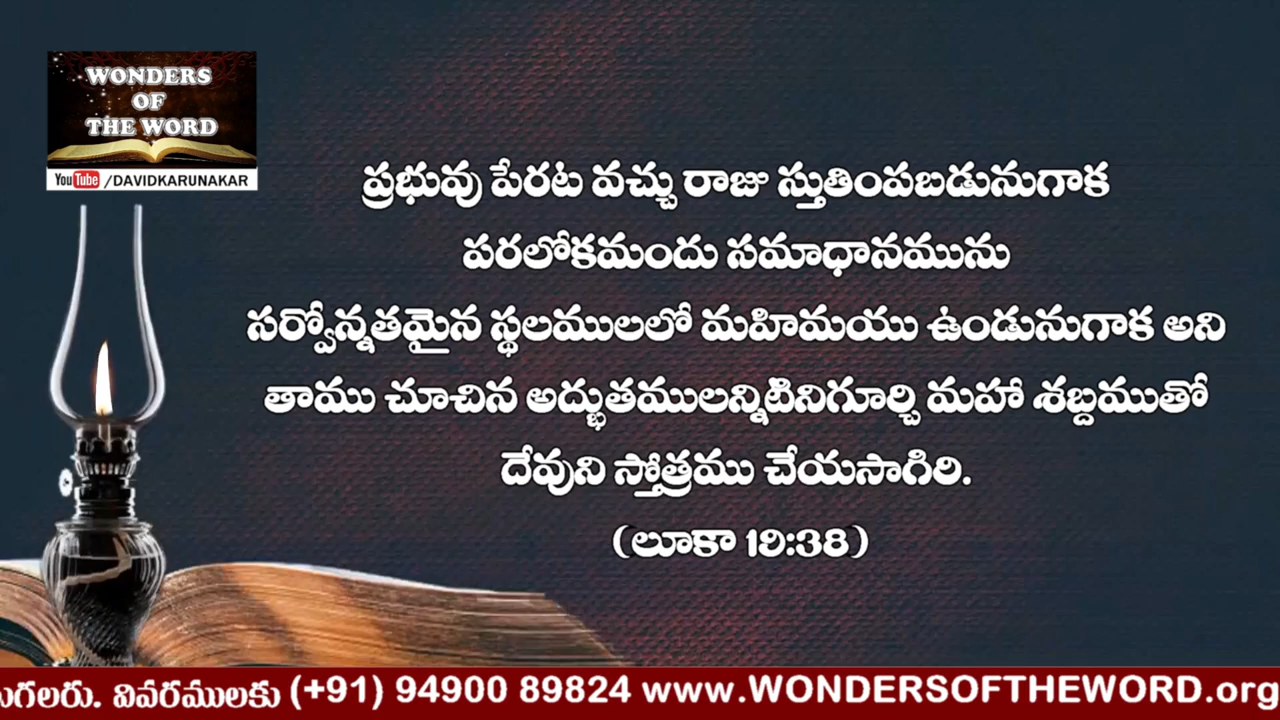 WONDERS
OF
THE WORD
YouTube /DAVIDKARUNAKAR
ప్రభువు పేరట వచ్చు రాజు స్తుతింపబడునుగాక
పరలోకమందు సమాధానమును
సర్వోన్నతమైన స్థలములలో మహిమయు ఉండునుగాక అని
తాము చూచిన అద్భుతములన్నిటినిగూర్చి మహా శబ్దముతో
దేవుని స్తోత్రము చేయసాగిరి.
(లూకా 19:38)
గలరు. వివరములకు (+91) 94900 89824 www.WONDERSOFTHEWORD.org